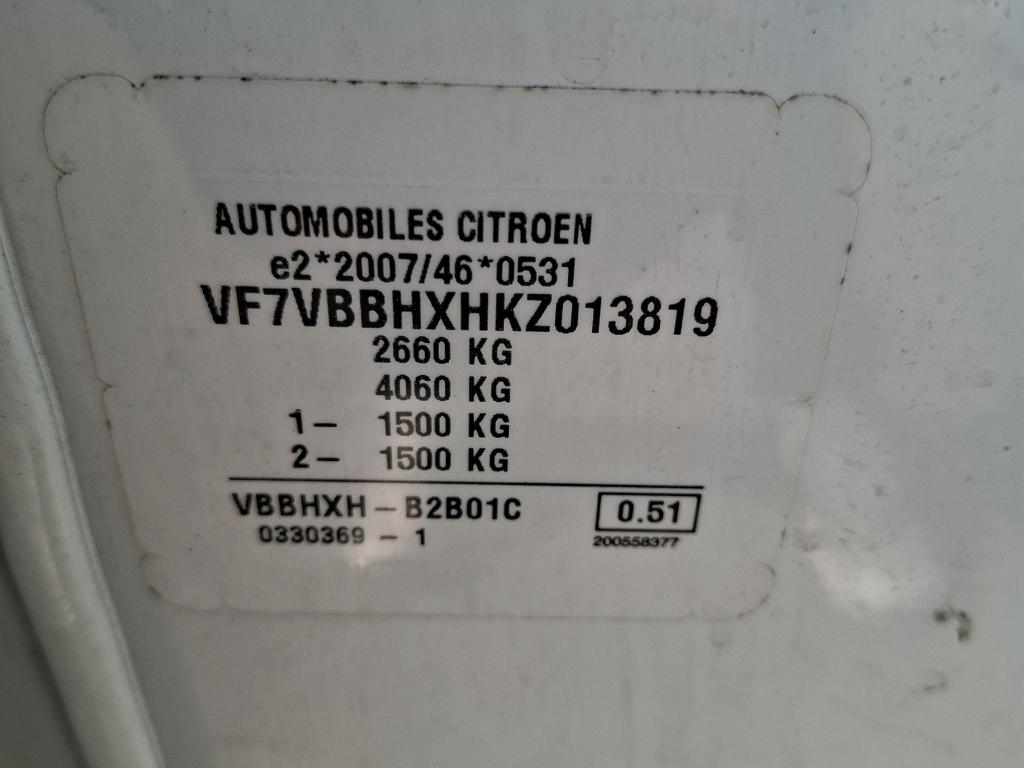 AUTOMOBILES CITROEN
e2*2007/46*0531
VF7VBBHXHKZ013819
2660 KG
4060 KG
1- 1500 KG
2- 1500 KG
VBBHXH - B2B01C 0.51
0330369 - 1 200558377